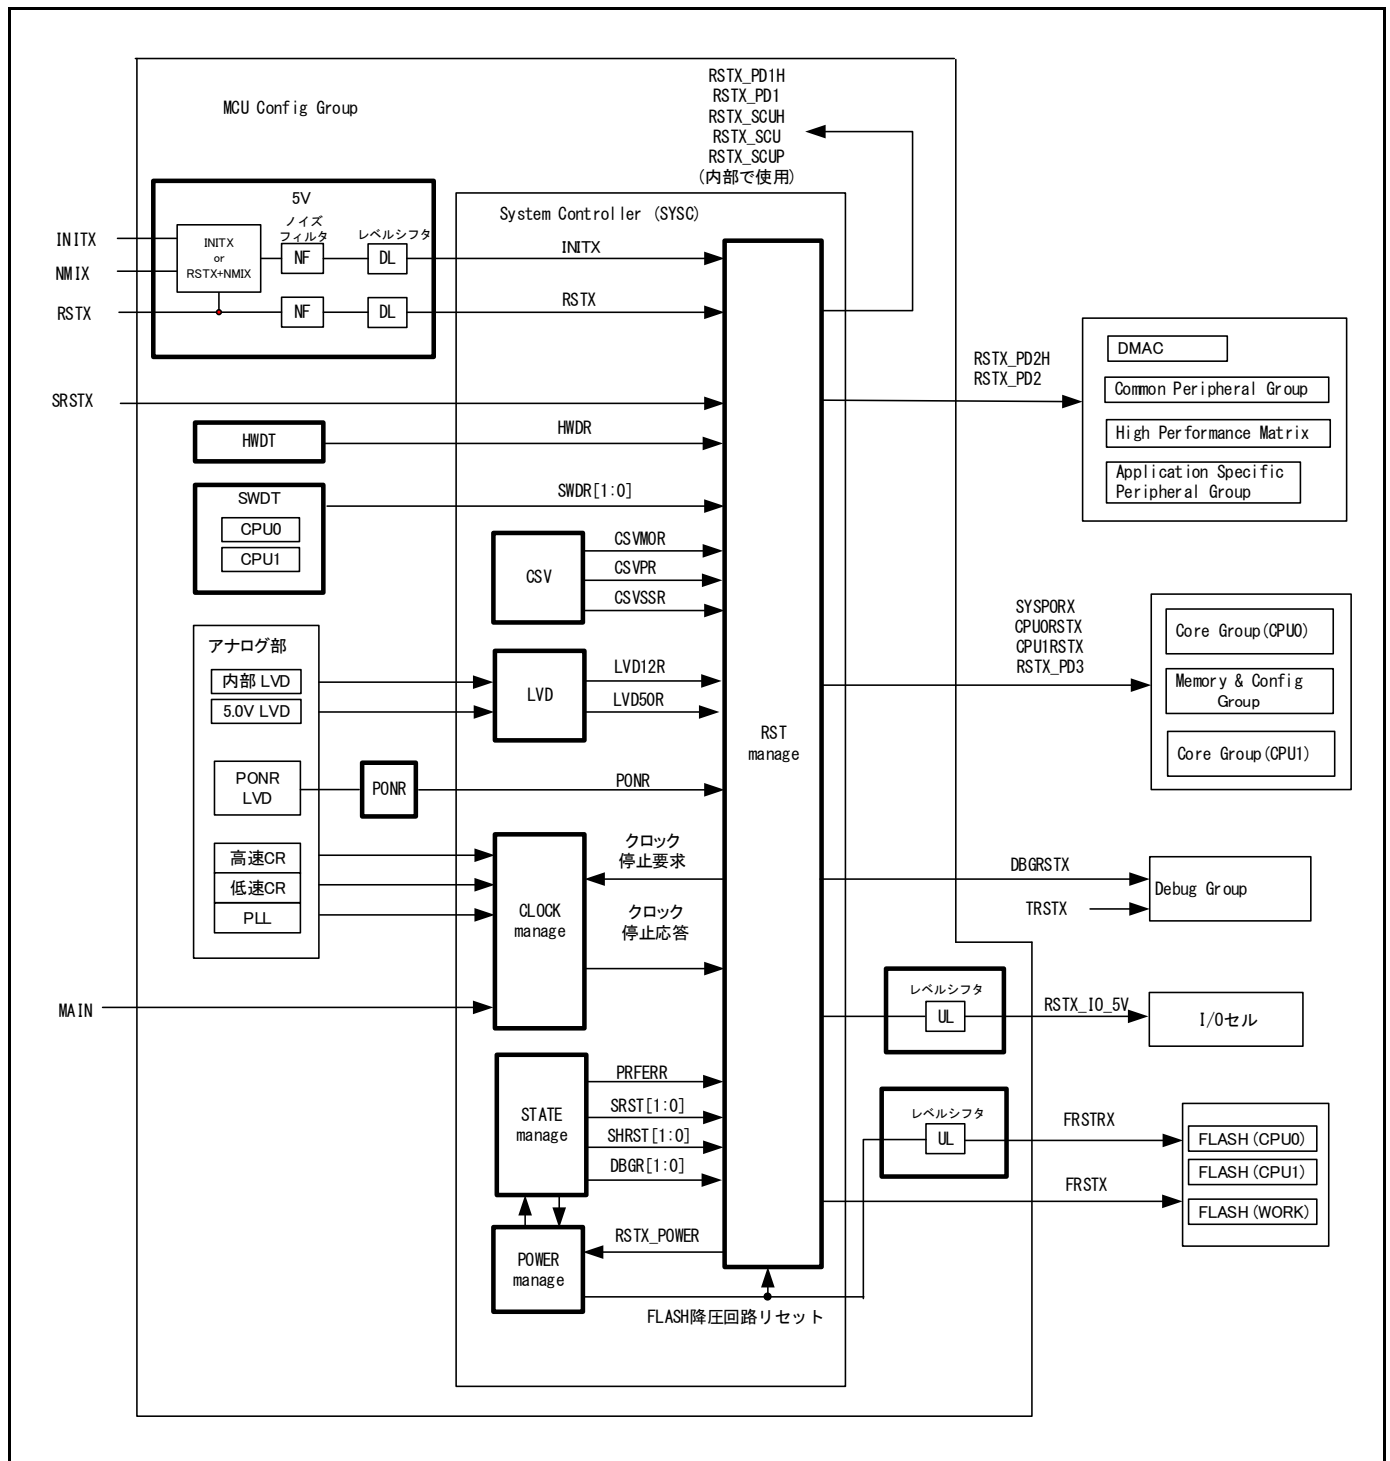 RSTX_PD1H
RSTX_PD1
RSTX_SCUH
RSTX_SCU
RSTX_SCUP
(内部で使用)
MCU Config Group
5V
ノイズ
フィルタ
レベルシフタ
INITX
NMIX
RSTX
INITX
or
RSTX+NMIX
NF
DL
NF
DL
System Controller (SYSC)
INITX
RSTX
SRSTX
HWDT
HWDR
SWDT
CPU0
CPU1
SWDR[1:0]
CSV
CSVMOR
CSVPR
CSVSSR
アナログ部
内部 LVD
5.0V LVD
LVD
LVD12R
LVD50R
PONR
LVD
PONR
PONR
RST
manage
高速CR
低速CR
PLL
CLOCK
manage
クロック
停止要求
クロック
停止応答
MAIN
STATE
manage
PRFERR
SRST[1:0]
SHRST[1:0]
DBGR[1:0]
POWER
manage
RSTX_POWER
FLASH降圧回路リセット
RSTX_PD2H
RSTX_PD2
DMAC
Common Peripheral Group
High Performance Matrix
Application Specific
Peripheral Group
SYSPORX
CPU0RSTX
CPU1RSTX
RSTX_PD3
Core Group(CPU0)
Memory & Config
Group
Core Group(CPU1)
DBGRSTX
TRSTX
Debug Group
レベルシフタ
UL
RSTX_IO_5V
I/Oセル
レベルシフタ
UL
FRSTRX
FRSTX
FLASH(CPU0)
FLASH(CPU1)
FLASH(WORK)